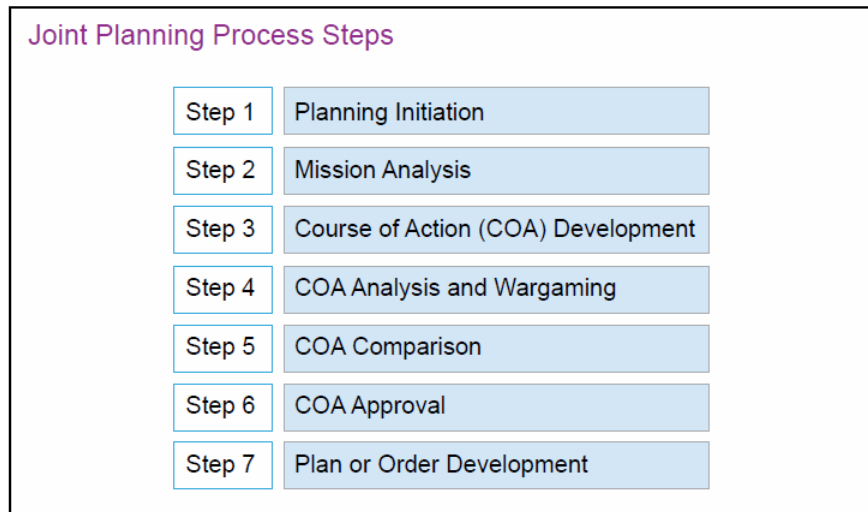 Joint Planning Process Steps
Step 1 Planning Initiation
Step 2 Mission Analysis
Step 3 Course of Action (COA) Development
Step 4 COA Analysis and Wargaming
Step 5 COA Comparison
Step 6 COA Approval
Step 7 Plan or Order Development